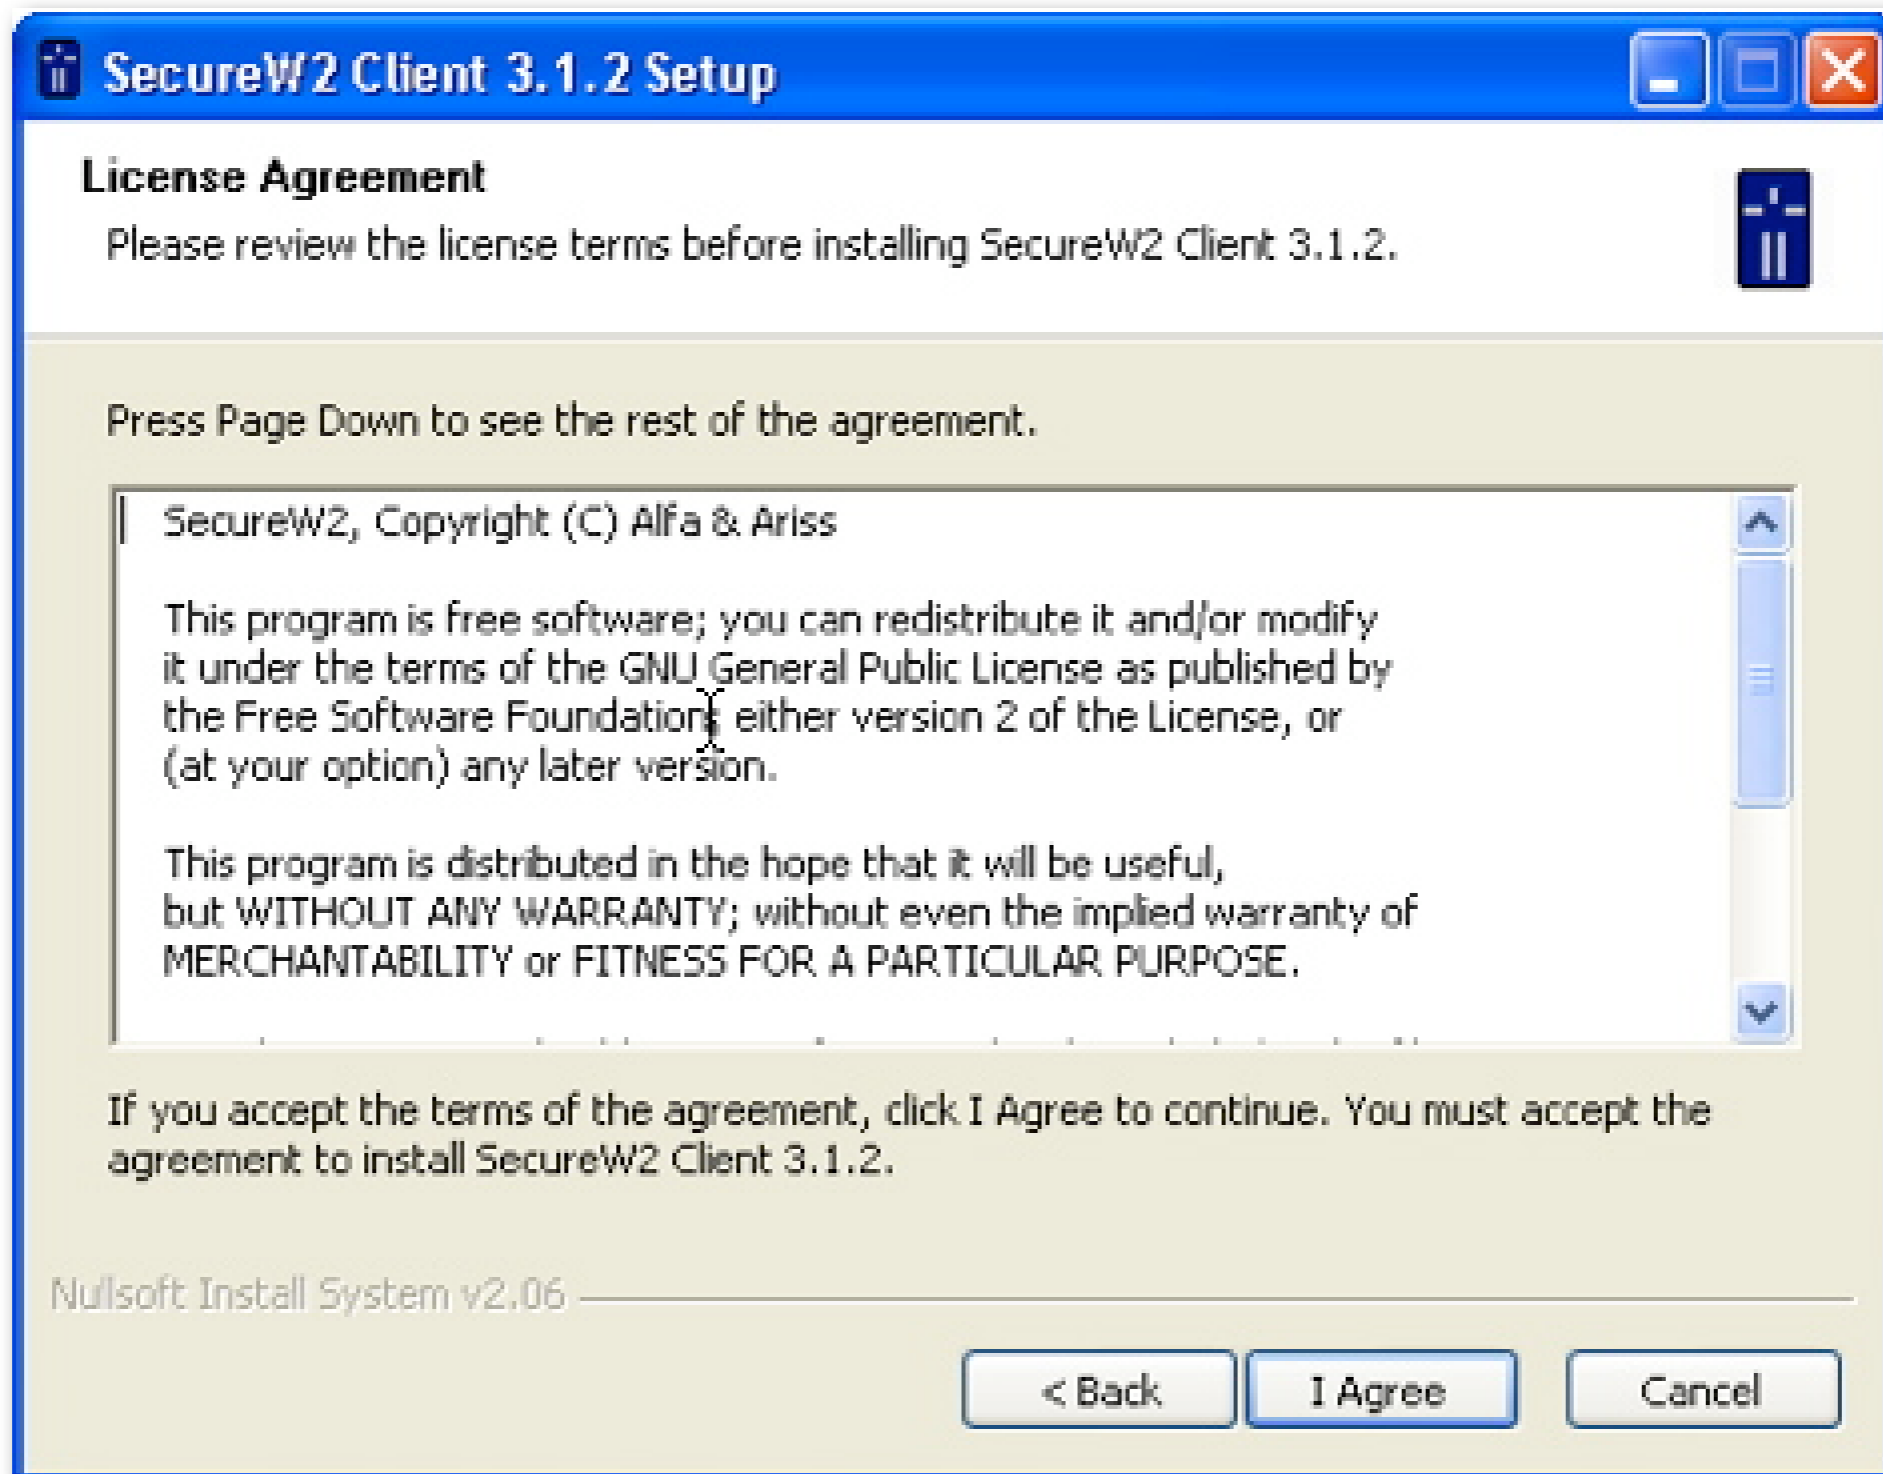 SecureW2 Client 3.1.2 Setup
License Agreement
Please review the license terms before installing SecureW2 Client 3.1.2.
Press Page Down to see the rest of the agreement.
SecureW2, Copyright (C) Alfa & Ariss
This program is free software; you can redistribute it and/or modify
it under the terms of the GNU General Public License as published by
the Free Software Foundation; either version 2 of the License, or
(at your option) any later version.
This program is distributed in the hope that it will be useful,
but WITHOUT ANY WARRANTY; without even the implied warranty of
MERCHANTABILITY or FITNESS FOR A PARTICULAR PURPOSE.
If you accept the terms of the agreement, click I Agree to continue. You must accept the
agreement to install SecureW2 Client 3.1.2.
Nullsoft Install System v2.06
< Back I Agree Cancel